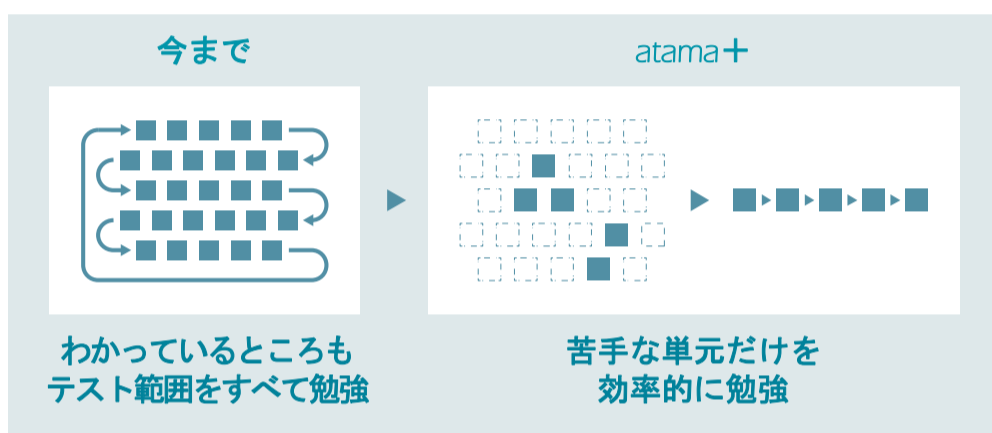 今まで
わかっているところも
テスト範囲をすべて勉強
atama＋
苦手な単元だけを
効率的に勉強